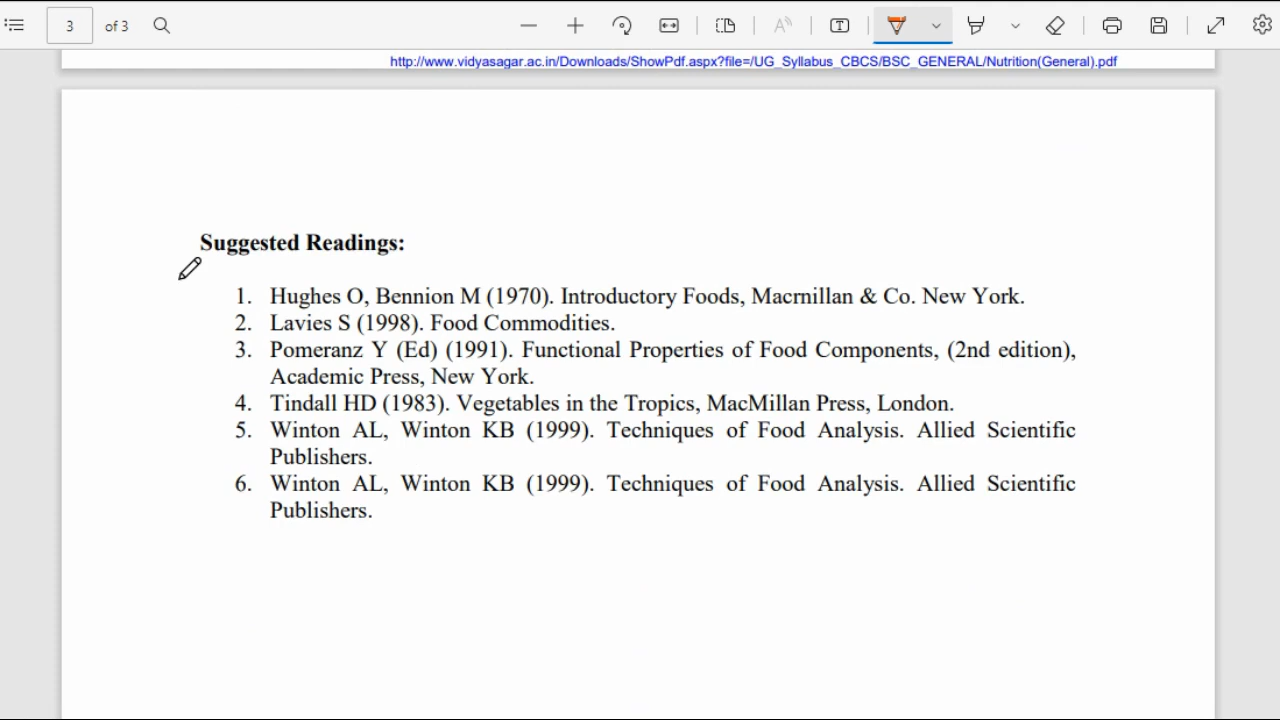 3 of 3
http://www.vidyasagar.ac.in/Downloads/ShowPdf.aspx?file=/UG_Syllabus_CBCS/BSC_GENERAL/Nutrition(General).pdf
Suggested Readings:
1. Hughes O, Bennion M (1970). Introductory Foods, Macmillan & Co. New York.
2. Lavies S (1998). Food Commodities.
3. Pomeranz Y (Ed) (1991). Functional Properties of Food Components, (2nd edition),
Academic Press, New York.
4. Tindall HD (1983). Vegetables in the Tropics, MacMillan Press, London.
5. Winton AL, Winton KB (1999). Techniques of Food Analysis. Allied Scientific
Publishers.
6. Winton AL, Winton KB (1999). Techniques of Food Analysis. Allied Scientific
Publishers.